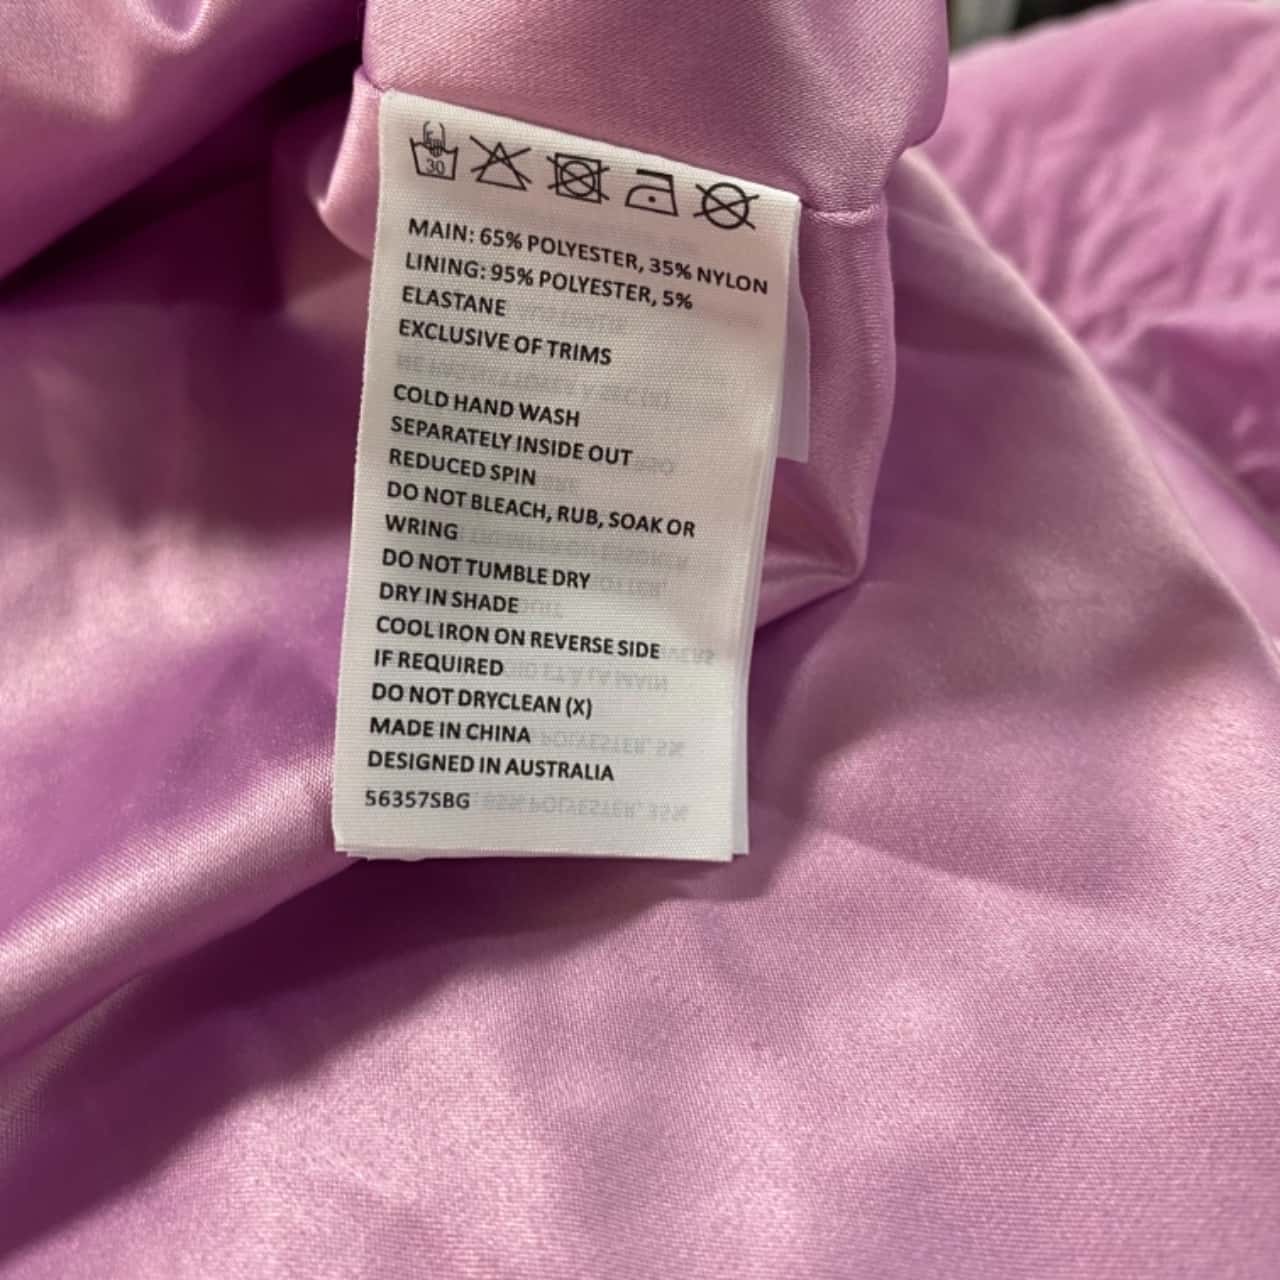 30
MAIN: 65% POLYESTER, 35% NYLON
LINING: 95% POLYESTER, 5%
ELASTANE
EXCLUSIVE OF TRIMS
COLD HAND WASH
SEPARATELY INSIDE OUT
REDUCED SPIN
DO NOT BLEACH, RUB, SOAK OR
WRING
DO NOT TUMBLE DRY
DRY IN SHADE
COOL IRON ON REVERSE SIDE
IF REQUIRED
DO NOT DRYCLEAN (X)
MADE IN CHINA
DESIGNED IN AUSTRALIA
56357SBG